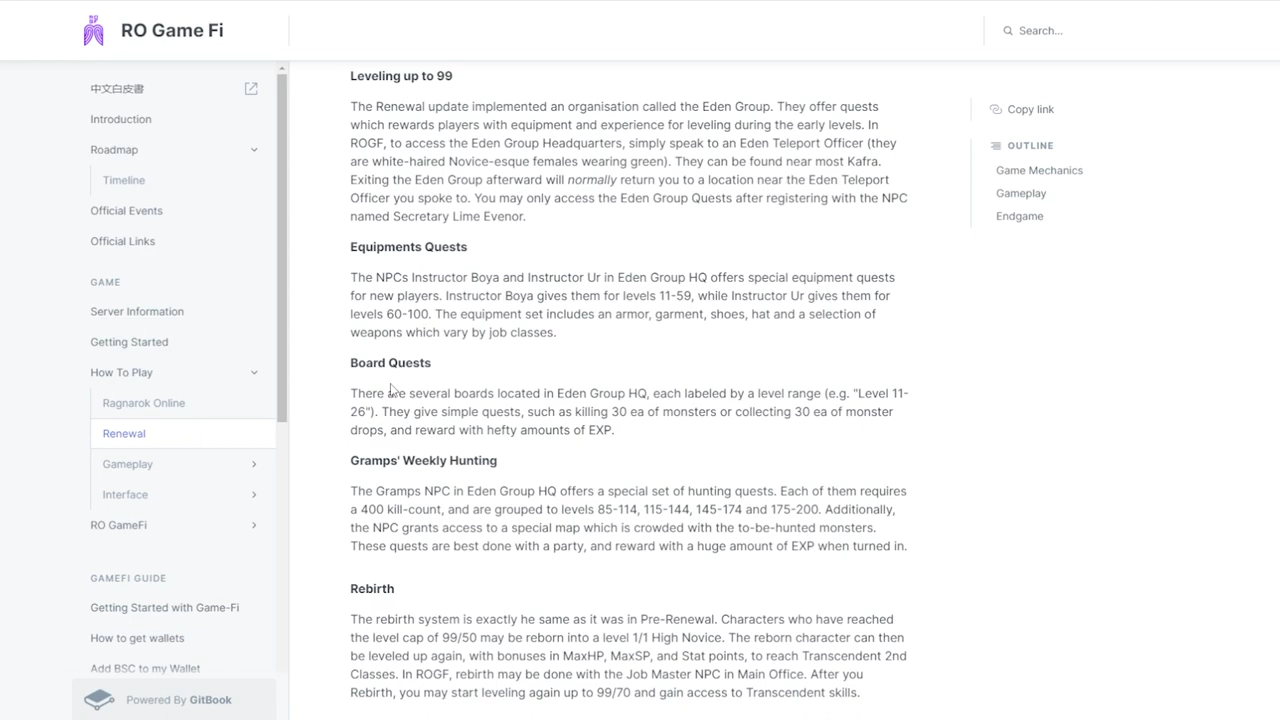 RO Game Fi
Search...
中文白皮書
Introduction
Roadmap
Timeline
Official Events
Official Links
GAME
Server Information
Getting Started
How To Play
Ragnarok Online
Renewal
Gameplay
Interface
RO GameFi
GAMEFI GUIDE
Getting Started with Game-Fi
How to get wallets
Add BSC to my Wallet
Powered By GitBook
Leveling up to 99
The Renewal update implemented an organisation called the Eden Group. They offer quests
which rewards players with equipment and experience for leveling during the early levels. In
ROGF, to access the Eden Group Headquarters, simply speak to an Eden Teleport Officer (they
are white-haired Novice-esque females wearing green). They can be found near most Kafra.
Exiting the Eden Group afterward will normally return you to a location near the Eden Teleport
Officer you spoke to. You may only access the Eden Group Quests after registering with the NPC
named Secretary Lime Evenor.
Equipments Quests
The NPCs Instructor Boya and Instructor Ur in Eden Group HQ offers special equipment quests
for new players. Instructor Boya gives them for levels 11-59, while Instructor Ur gives them for
levels 60-100. The equipment set includes an armor, garment, shoes, hat and a selection of
weapons which vary by job classes.
Board Quests
There are several boards located in Eden Group HQ, each labeled by a level range (e.g. "Level 11-
26"). They give simple quests, such as killing 30 ea of monsters or collecting 30 ea of monster
drops, and reward with hefty amounts of EXP.
Gramps' Weekly Hunting
The Gramps NPC in Eden Group HQ offers a special set of hunting quests. Each of them requires
a 400 kill-count, and are grouped to levels 85-114, 115-144, 145-174 and 175-200. Additionally,
the NPC grants access to a special map which is crowded with the to-be-hunted monsters.
These quests are best done with a party, and reward with a huge amount of EXP when turned in.
Rebirth
The rebirth system is exactly he same as it was in Pre-Renewal. Characters who have reached
the level cap of 99/50 may be reborn into a level 1/1 High Novice. The reborn character can then
be leveled up again, with bonuses in MaxHP, MaxSP, and Stat points, to reach Transcendent 2nd
Classes. In ROGF, rebirth may be done with the Job Master NPC in Main Office. After you
Rebirth, you may start leveling again up to 99/70 and gain access to Transcendent skills.
Copy link
OUTLINE
Game Mechanics
Gameplay
Endgame